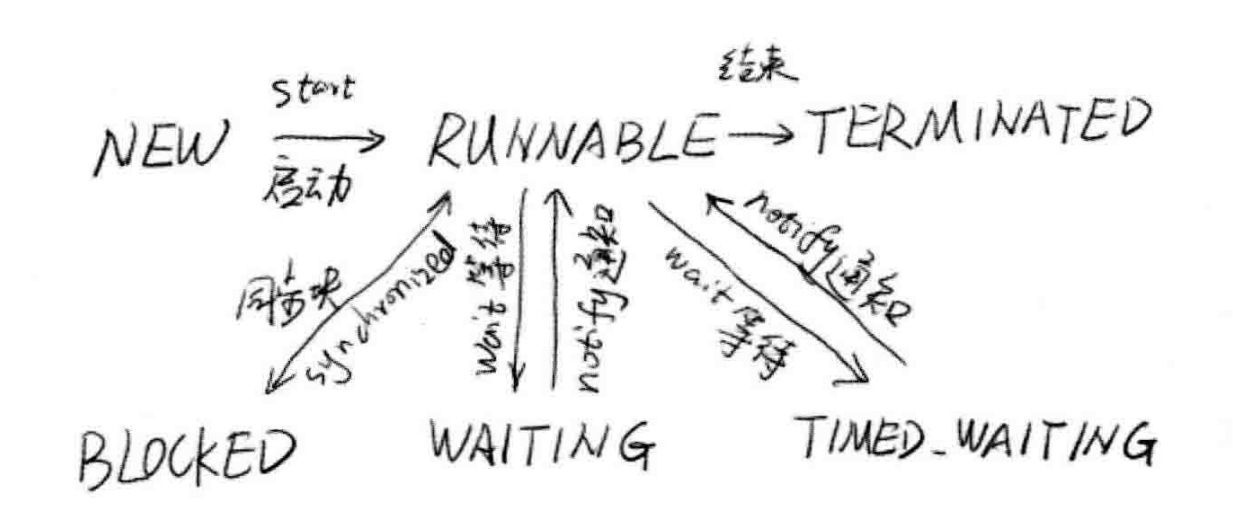 start
结束
NEW
RUNNABLE
TERMINATED
启动
同步块
synchronized
wait 等待
notify 通知
wait 等待
notify 通知
BLOCKED
WAITING
TIMED_WAITING